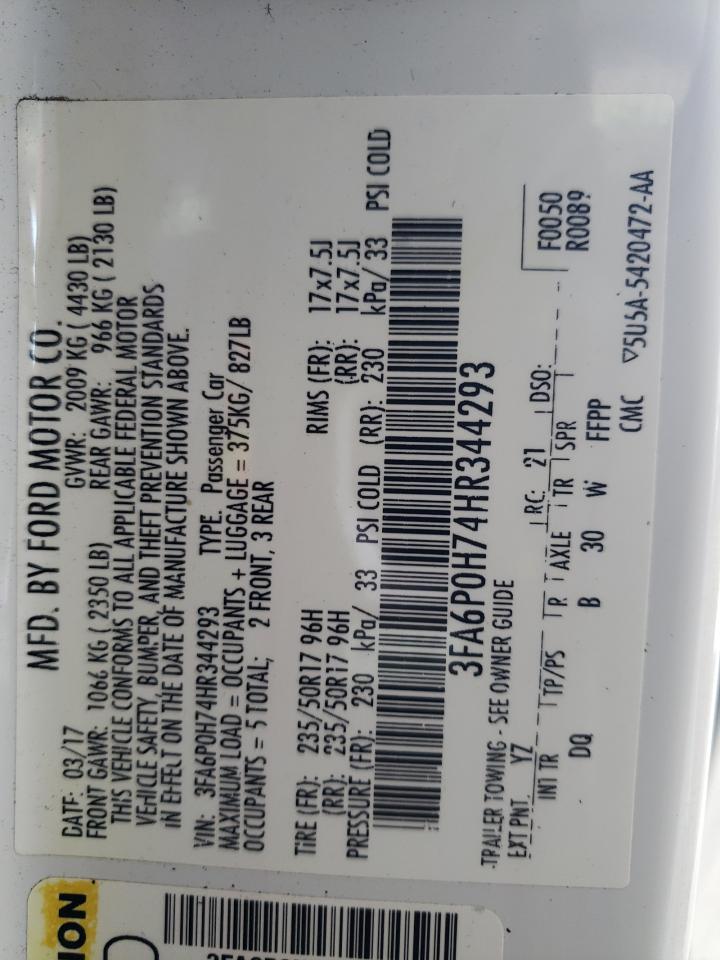 MFD. BY FORD MOTOR CO.
DATE: 03/17 GVWR: 2009 KG ( 4430 LB)
FRONT GAWR: 1066 KG ( 2350 LB) REAR GAWR: 966 KG ( 2130 LB)
THIS VEHICLE CONFORMS TO ALL APPLICABLE FEDERAL MOTOR
VEHICLE SAFETY, BUMPER, AND THEFT PREVENTION STANDARDS
IN EFFECT ON THE DATE OF MANUFACTURE SHOWN ABOVE.
VIN: 3FA6P0H74HR344293 TYPE: Passenger Car
MAXIMUM LOAD = OCCUPANTS + LUGGAGE = 375KG/ 827LB
OCCUPANTS = 5 TOTAL; 2 FRONT, 3 REAR
TIRE (FR): 235/50R17 96H RIMS (FR): 17x7.5J
(RR): 235/50R17 96H (RR): 17x7.5J
PRESSURE (FR): 230 kPa/ 33 PSI COLD (RR): 230 kPa/ 33 PSI COLD
3FA6P0H74HR344293
-TRAILER TOWING - SEE OWNER GUIDE
EXT PNT: YZ RC: 21 DSO: F0050
INT TR TP/PS R AXLE TR SPR R0089
DQ B 30 W FFPP
CMC ▽5U5A-5420472-AA
ION